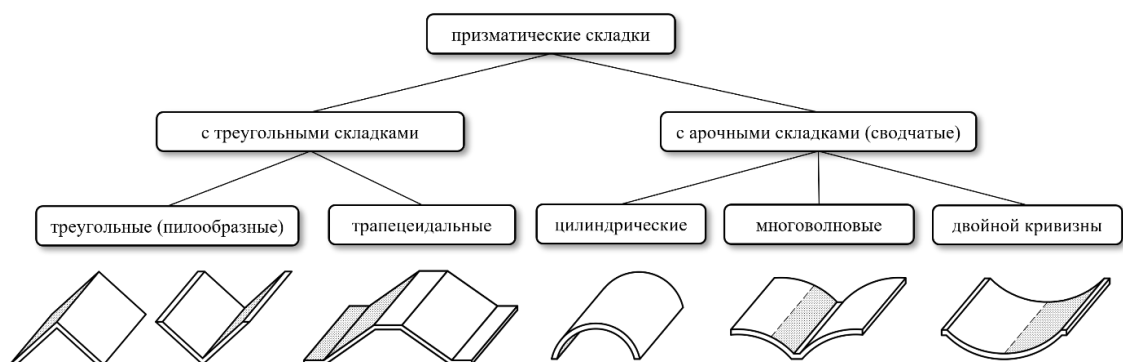 призматические складки
с треугольными складками
с арочными складками (сводчатые)
треугольные (пилообразные)
трапецеидальные
цилиндрические
многоволновые
двойной кривизны